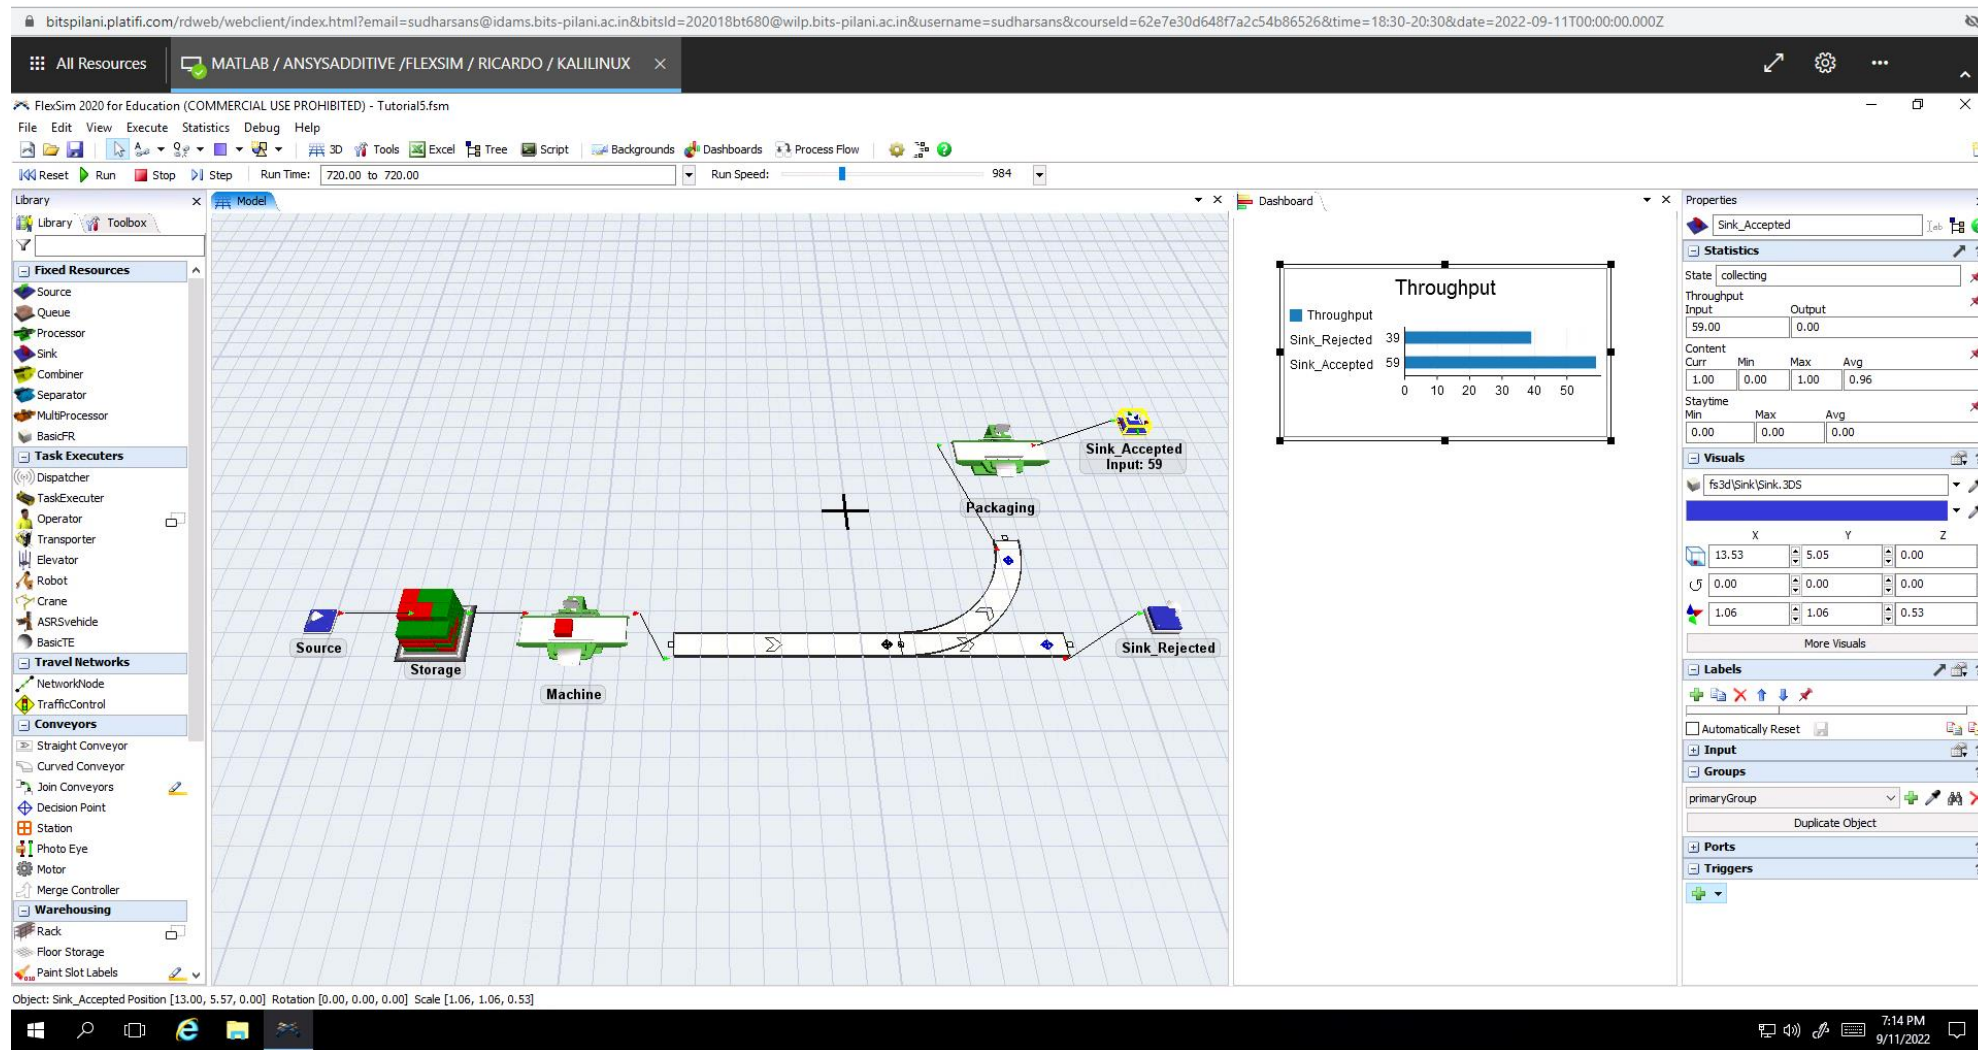 bitspilani.platifi.com/rdweb/webclient/index.html?email=sudharsans@idams.bits-pilani.ac.in&bitsId=202018bt680@wilp.bits-pilani.ac.in&username=sudharsans&courseId=62e7e30d648f7a2c54b86526&time=18:30-20:30&date=2022-09-11T00:00:00.000Z
All Resources MATLAB / ANSYSADDITIVE /FLEXSIM / RICARDO / KALILINUX
FlexSim 2020 for Education (COMMERCIAL USE PROHIBITED) - Tutorial5.fsm
File Edit View Execute Statistics Debug Help
3D Tools Excel Tree Script Backgrounds Dashboards Process Flow
Reset Run Stop Step Run Time: 720.00 to 720.00 Run Speed: 984
Library
Library Toolbox
Fixed Resources
Source
Queue
Processor
Sink
Combiner
Separator
MultiProcessor
BasicFR
Task Executers
Dispatcher
TaskExecuter
Operator
Transporter
Elevator
Robot
Crane
ASRSvehicle
BasicTE
Travel Networks
NetworkNode
TrafficControl
Conveyors
Straight Conveyor
Curved Conveyor
Join Conveyors
Decision Point
Station
Photo Eye
Motor
Merge Controller
Warehousing
Rack
Floor Storage
Paint Slot Labels
Model
Sink_Accepted
Input: 59
Packaging
Source
Storage
Machine
Sink_Rejected
Dashboard
Throughput
Throughput
Sink_Rejected 39
Sink_Accepted 59
0 10 20 30 40 50
Properties
Sink_Accepted
Statistics
State collecting
Throughput
Input Output
59.00 0.00
Content
Curr Min Max Avg
1.00 0.00 1.00 0.96
Staytime
Min Max Avg
0.00 0.00 0.00
Visuals
fs3d\Sink\Sink.3DS
X Y Z
13.53 5.05 0.00
0.00 0.00 0.00
1.06 1.06 0.53
More Visuals
Labels
Automatically Reset
Input
Groups
primaryGroup
Duplicate Object
Ports
Triggers
Object: Sink_Accepted Position [13.00, 5.57, 0.00] Rotation [0.00, 0.00, 0.00] Scale [1.06, 1.06, 0.53]
7:14 PM
9/11/2022